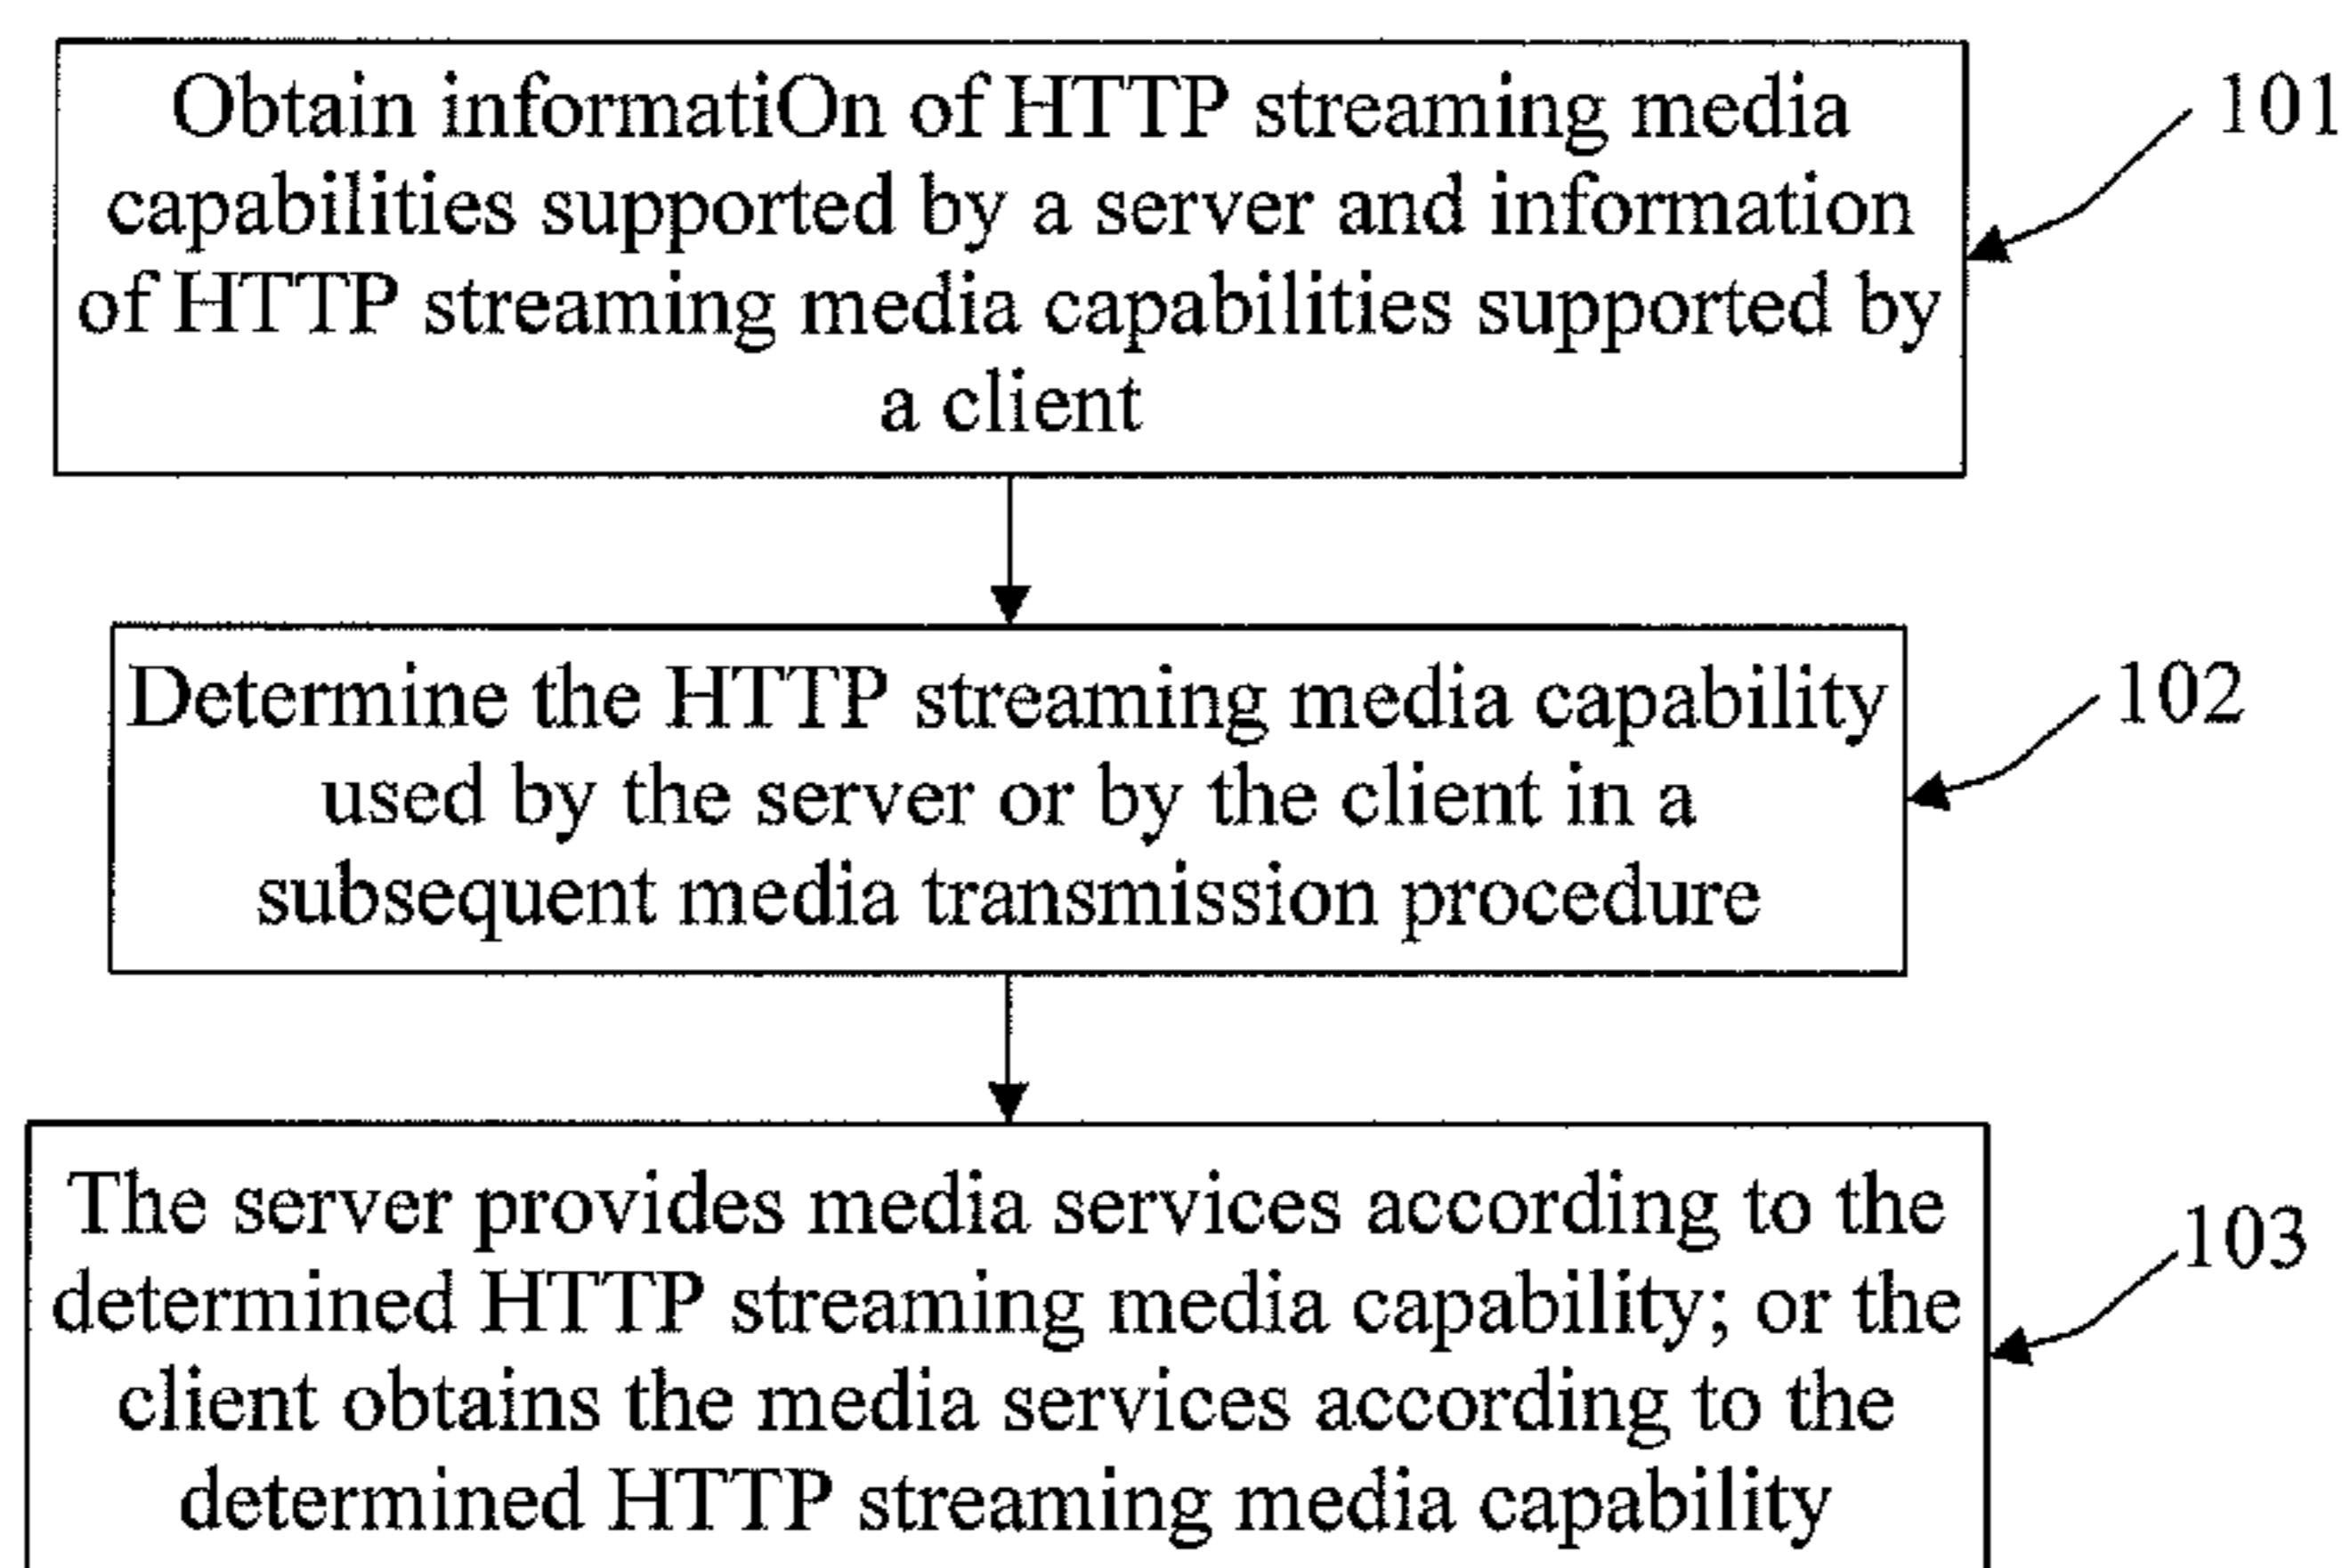 Obtain informatiOn of HTTP streaming media
capabilities supported by a server and information
of HTTP streaming media capabilities supported by
a client
101
Determine the HTTP streaming media capability
used by the server or by the client in a
subsequent media transmission procedure
102
The server provides media services according to the
determined HTTP streaming media capability; or the
client obtains the media services according to the
determined HTTP streaming media capability
103